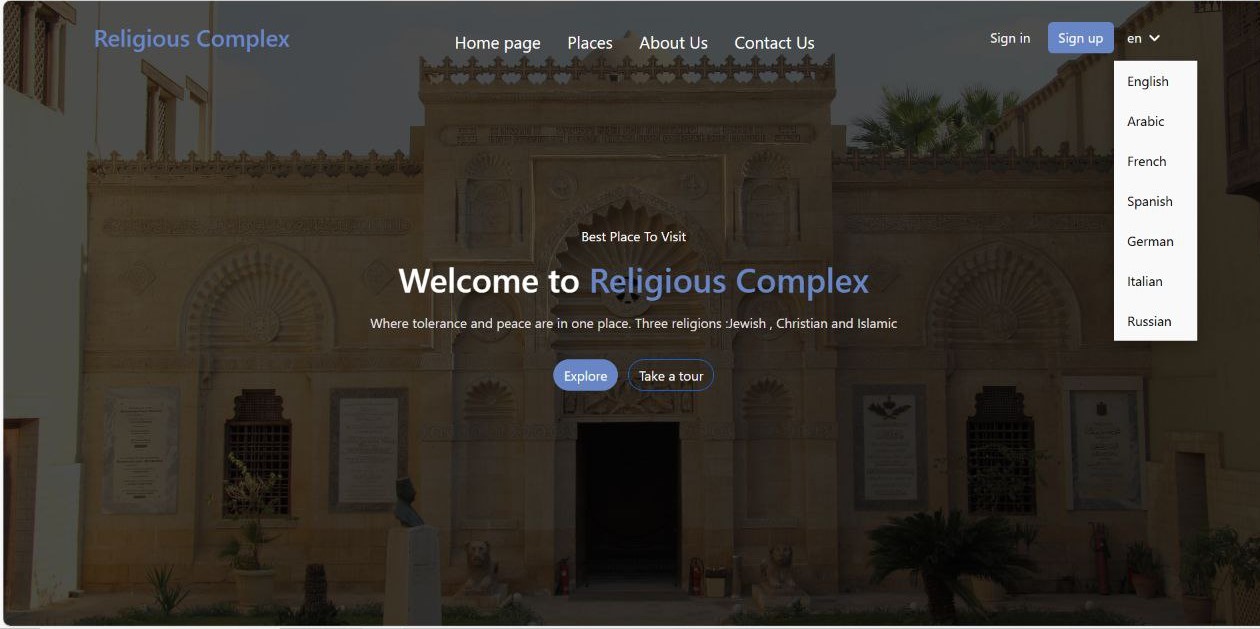 Religious Complex
Home page Places About Us Contact Us
Sign in Sign up en
English
Arabic
French
Spanish
German
Italian
Russian
Best Place To Visit
Welcome to Religious Complex
Where tolerance and peace are in one place. Three religions :Jewish , Christian and Islamic
Explore Take a tour